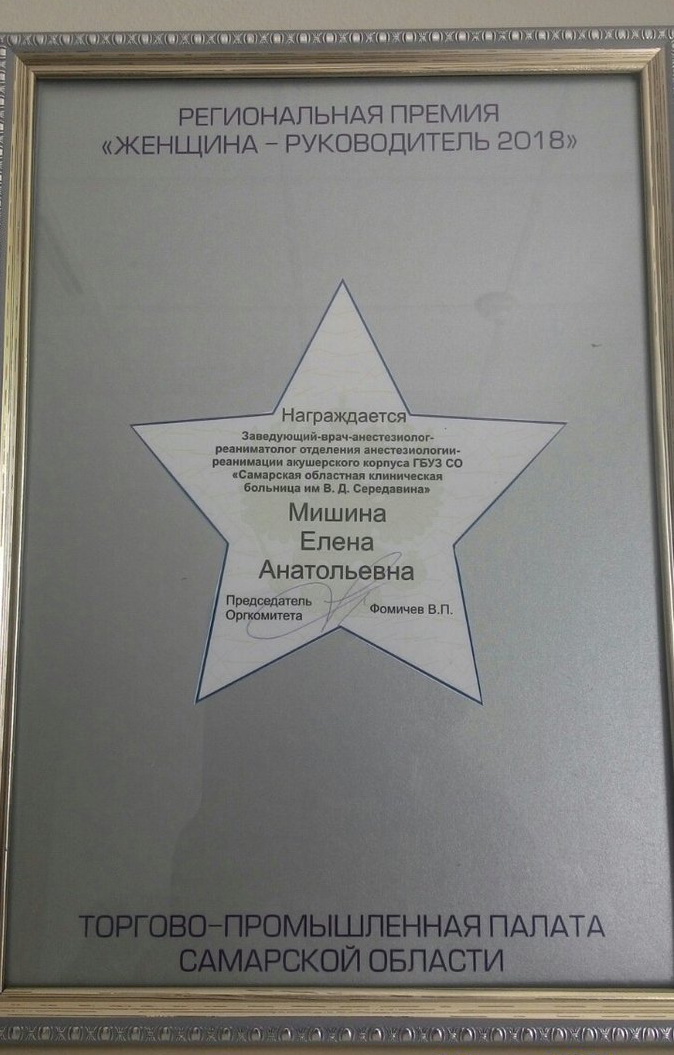 РЕГИОНАЛЬНАЯ ПРЕМИЯ
«ЖЕНЩИНА – РУКОВОДИТЕЛЬ 2018»
Награждается
Заведующий-врач-анестезиолог-
реаниматолог отделения анестезиологии-
реанимации акушерского корпуса ГБУЗ СО
«Самарская областная клиническая
больница им В. Д. Середавина»
Мишина
Елена
Анатольевна
Председатель
Оргкомитета
Фомичев В.П.
ТОРГОВО-ПРОМЫШЛЕННАЯ ПАЛАТА
САМАРСКОЙ ОБЛАСТИ